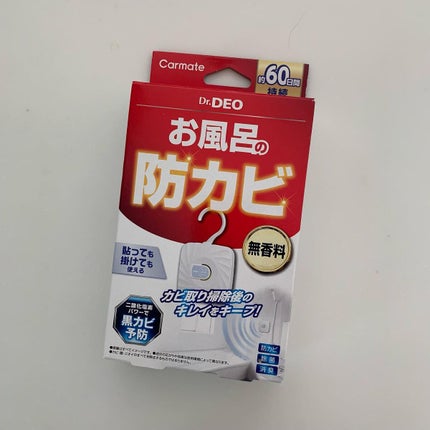 Carmate
約60日間
持続
Dr.DEO
お風呂の
防カビ
無香料
貼っても
掛けても
使える
カビ取り掃除後の
キレイをキープ!
二酸化塩素
パワーで
黒カビ
予防
防カビ
除菌
消臭